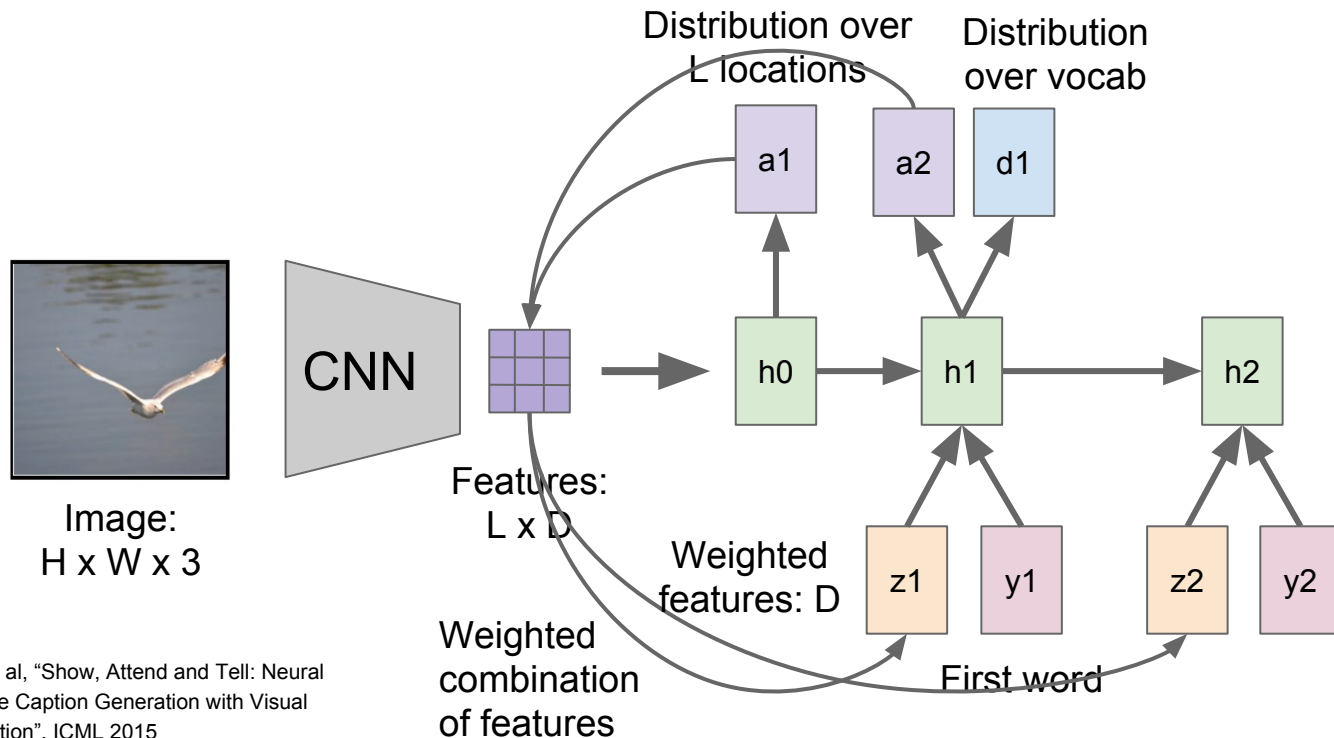 Distribution over
L locations
Distribution
over vocab
a1
a2
d1
CNN
h0
h1
h2
Image:
H x W x 3
Features:
L x D
Weighted
features: D
z1
y1
z2
y2
Weighted
combination
of features
First word
al, “Show, Attend and Tell: Neural
e Caption Generation with Visual
tion”, ICML 2015